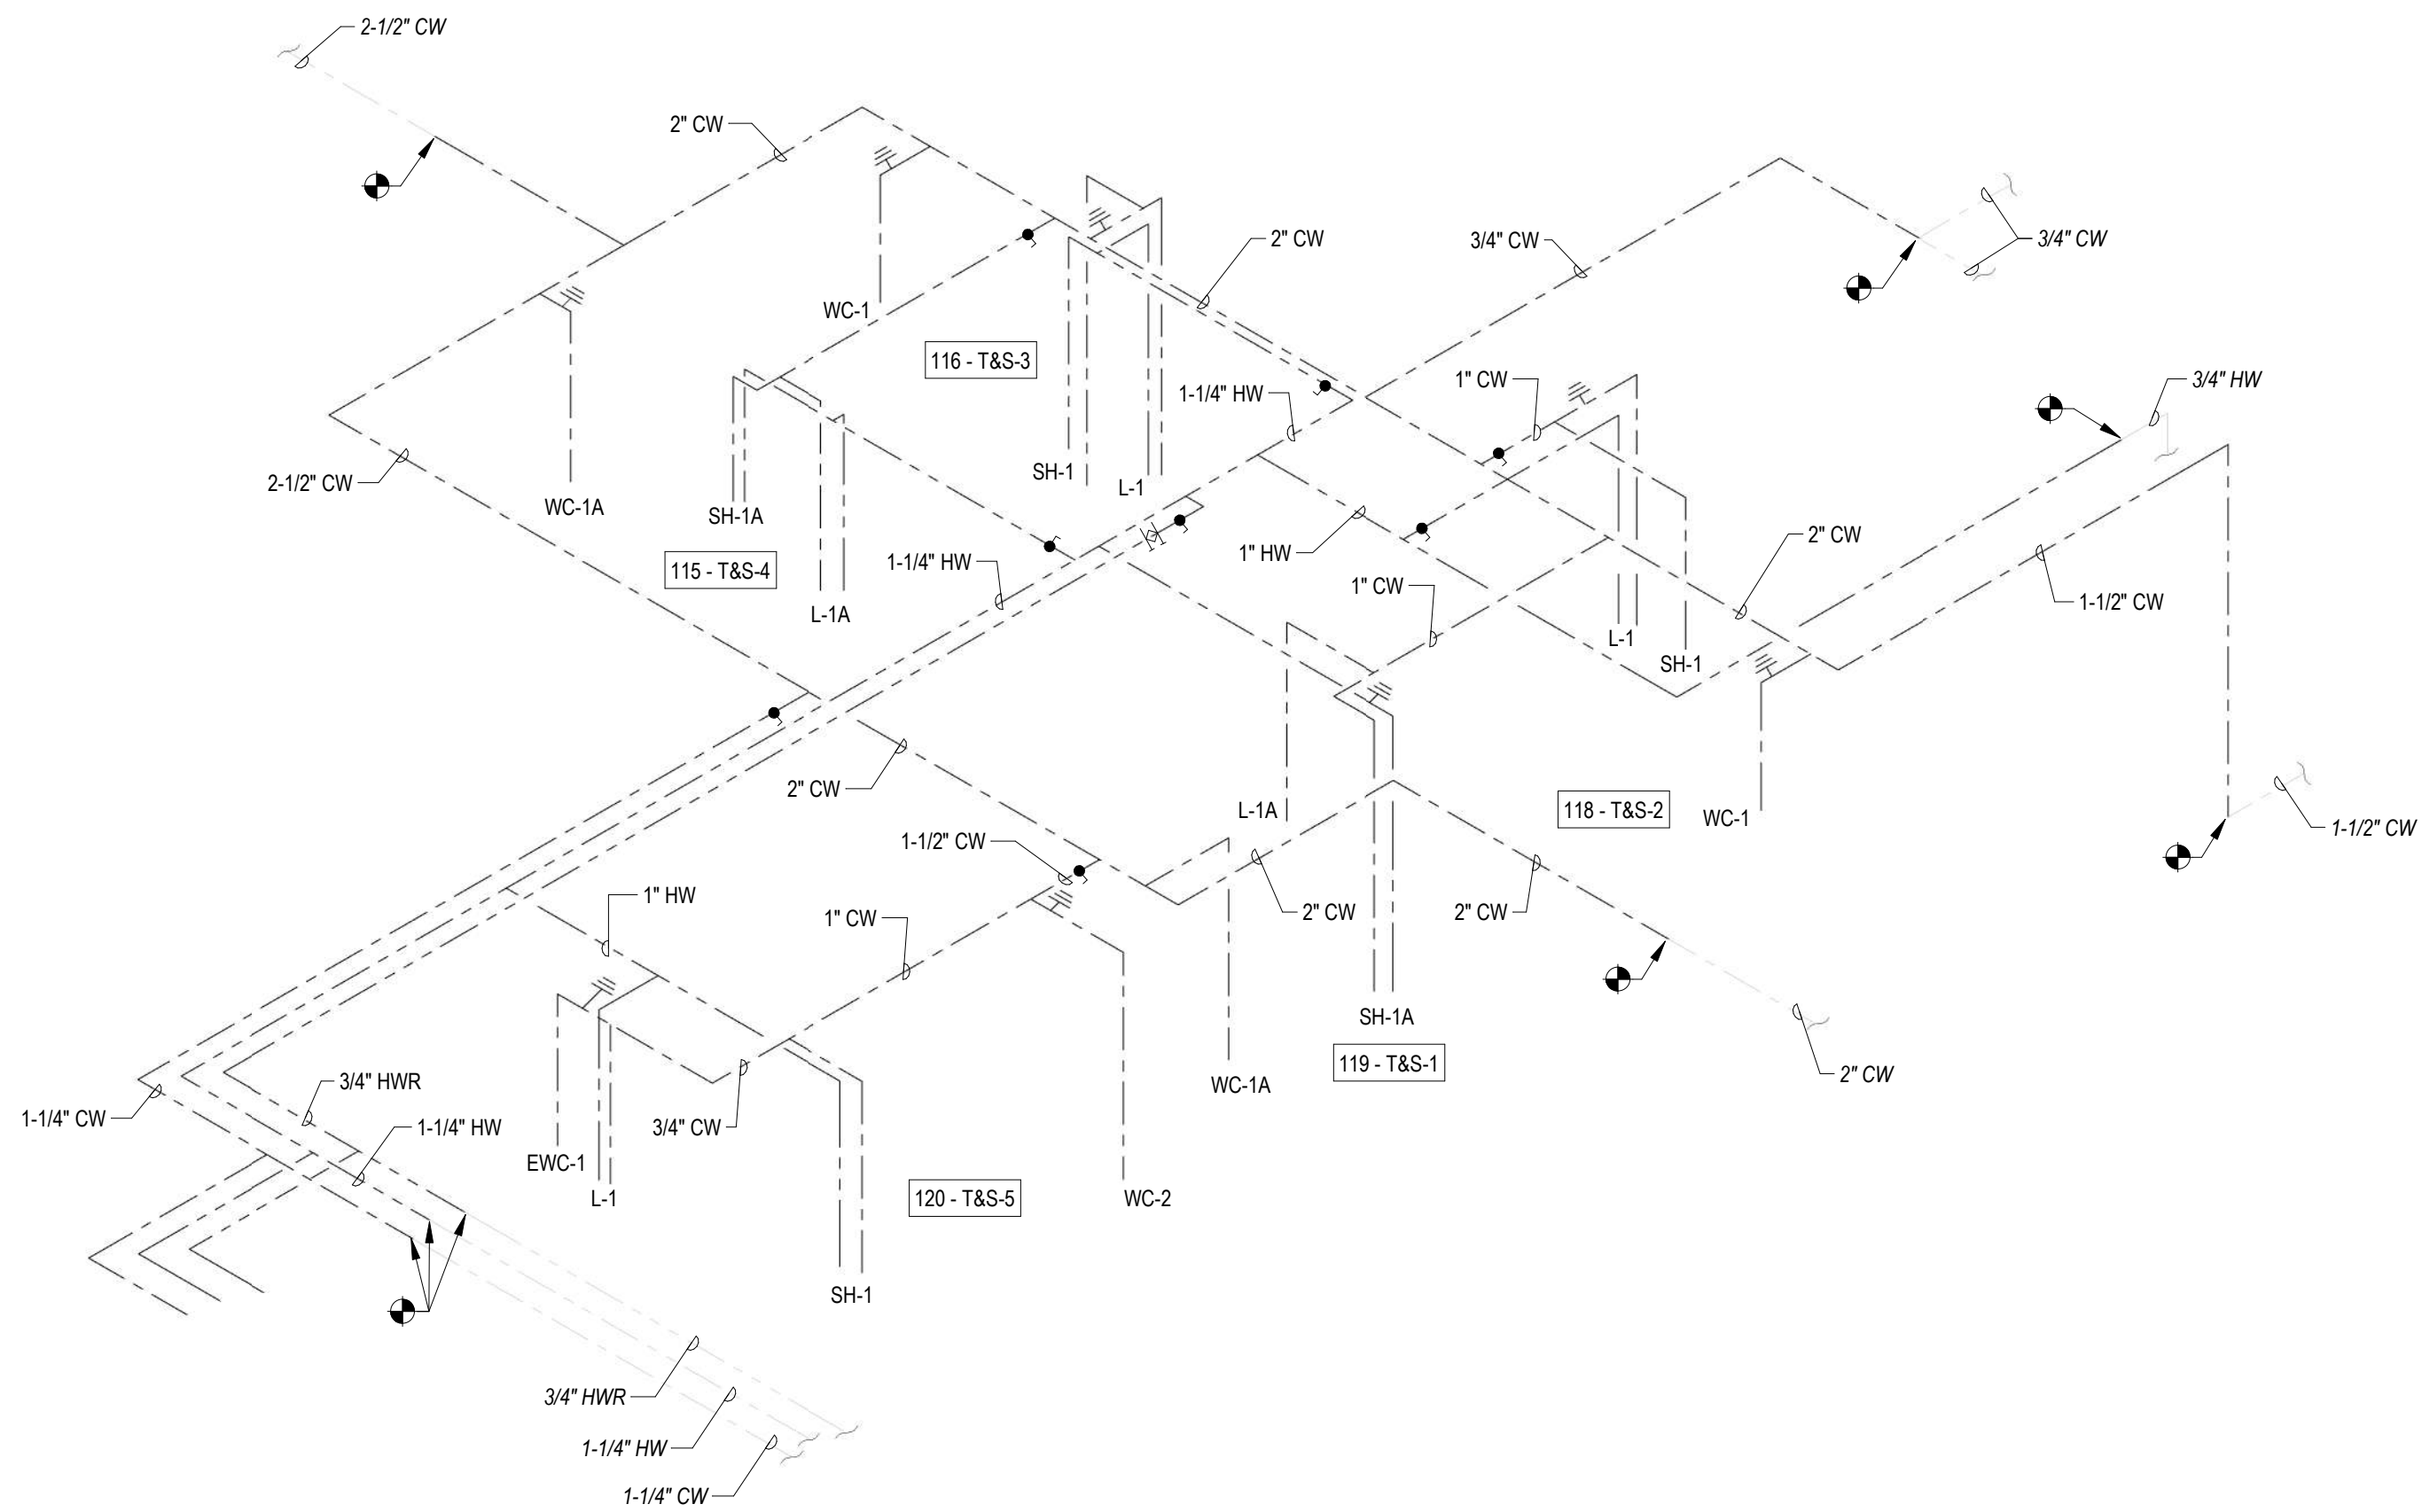 2-1/2" CW
2" CW
2" CW
3/4" CW
3/4" CW
WC-1
116 - T&S-3
1-1/4" HW
1" CW
3/4" HW
SH-1
L-1
2-1/2" CW
WC-1A
SH-1A
1-1/4" HW
115 - T&S-4
L-1A
1" HW
2" CW
1" CW
1-1/2" CW
L-1
SH-1
2" CW
L-1A
118 - T&S-2
WC-1
1-1/2" CW
1-1/2" CW
1" HW
1" CW
2" CW
2" CW
SH-1A
119 - T&S-1
WC-1A
2" CW
3/4" HWR
1-1/4" CW
1-1/4" HW
3/4" CW
EWC-1
L-1
120 - T&S-5
WC-2
SH-1
3/4" HWR
1-1/4" HW
1-1/4" CW